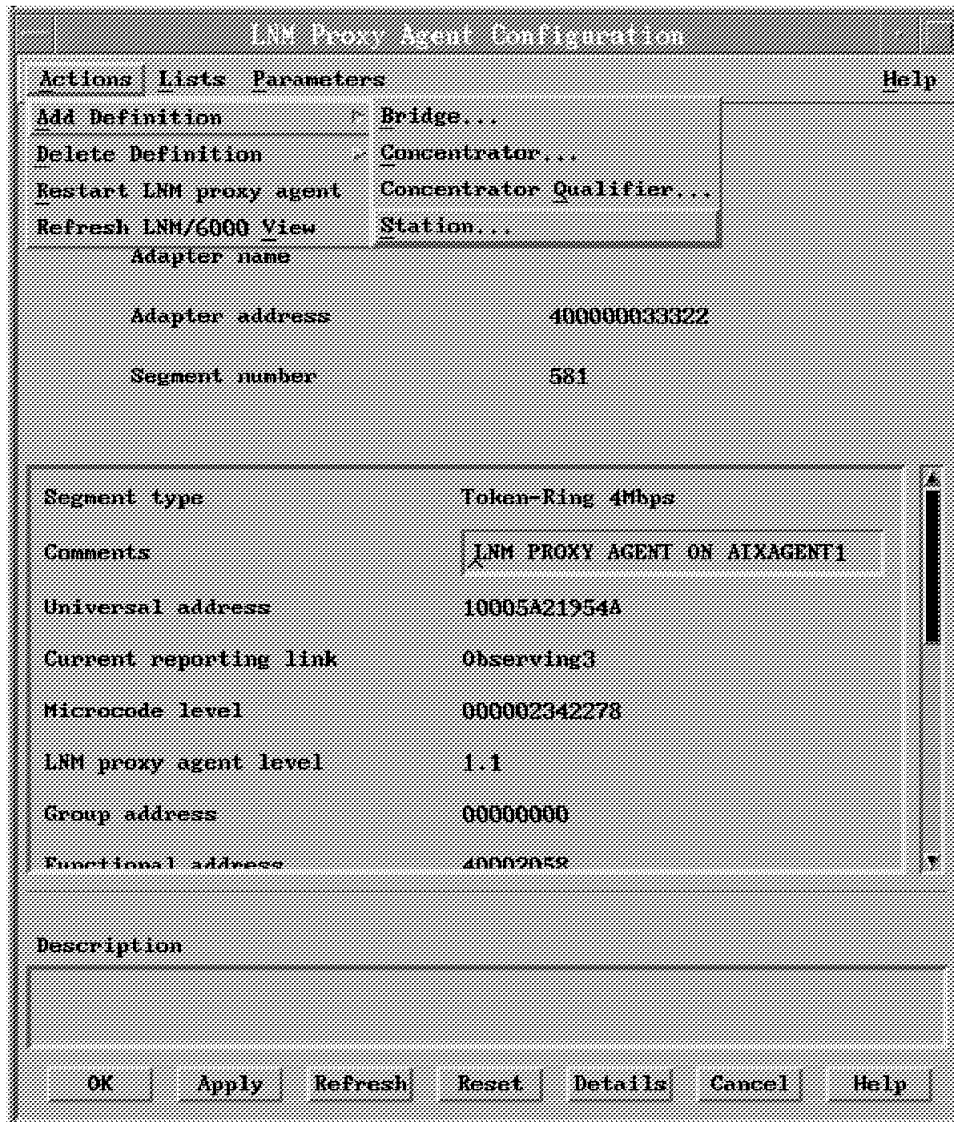 LNM Proxy Agent Configuration
Actions Lists Parameters Help
Add Definition Bridge...
Delete Definition Concentrator...
Restart LNM proxy agent Concentrator Qualifier...
Refresh LNM/6000 View Station...
Adapter name
Adapter address 400000033322
Segment number 581
Segment type Token-Ring 4Mbps
Comments LNM PROXY AGENT ON AIXAGENT1
Universal address 10005A21954A
Current reporting link Observing3
Microcode level 000002342278
LNM proxy agent level 1.1
Group address 00000000
Functional address 40002058
Description
OK Apply Refresh Reset Details Cancel Help